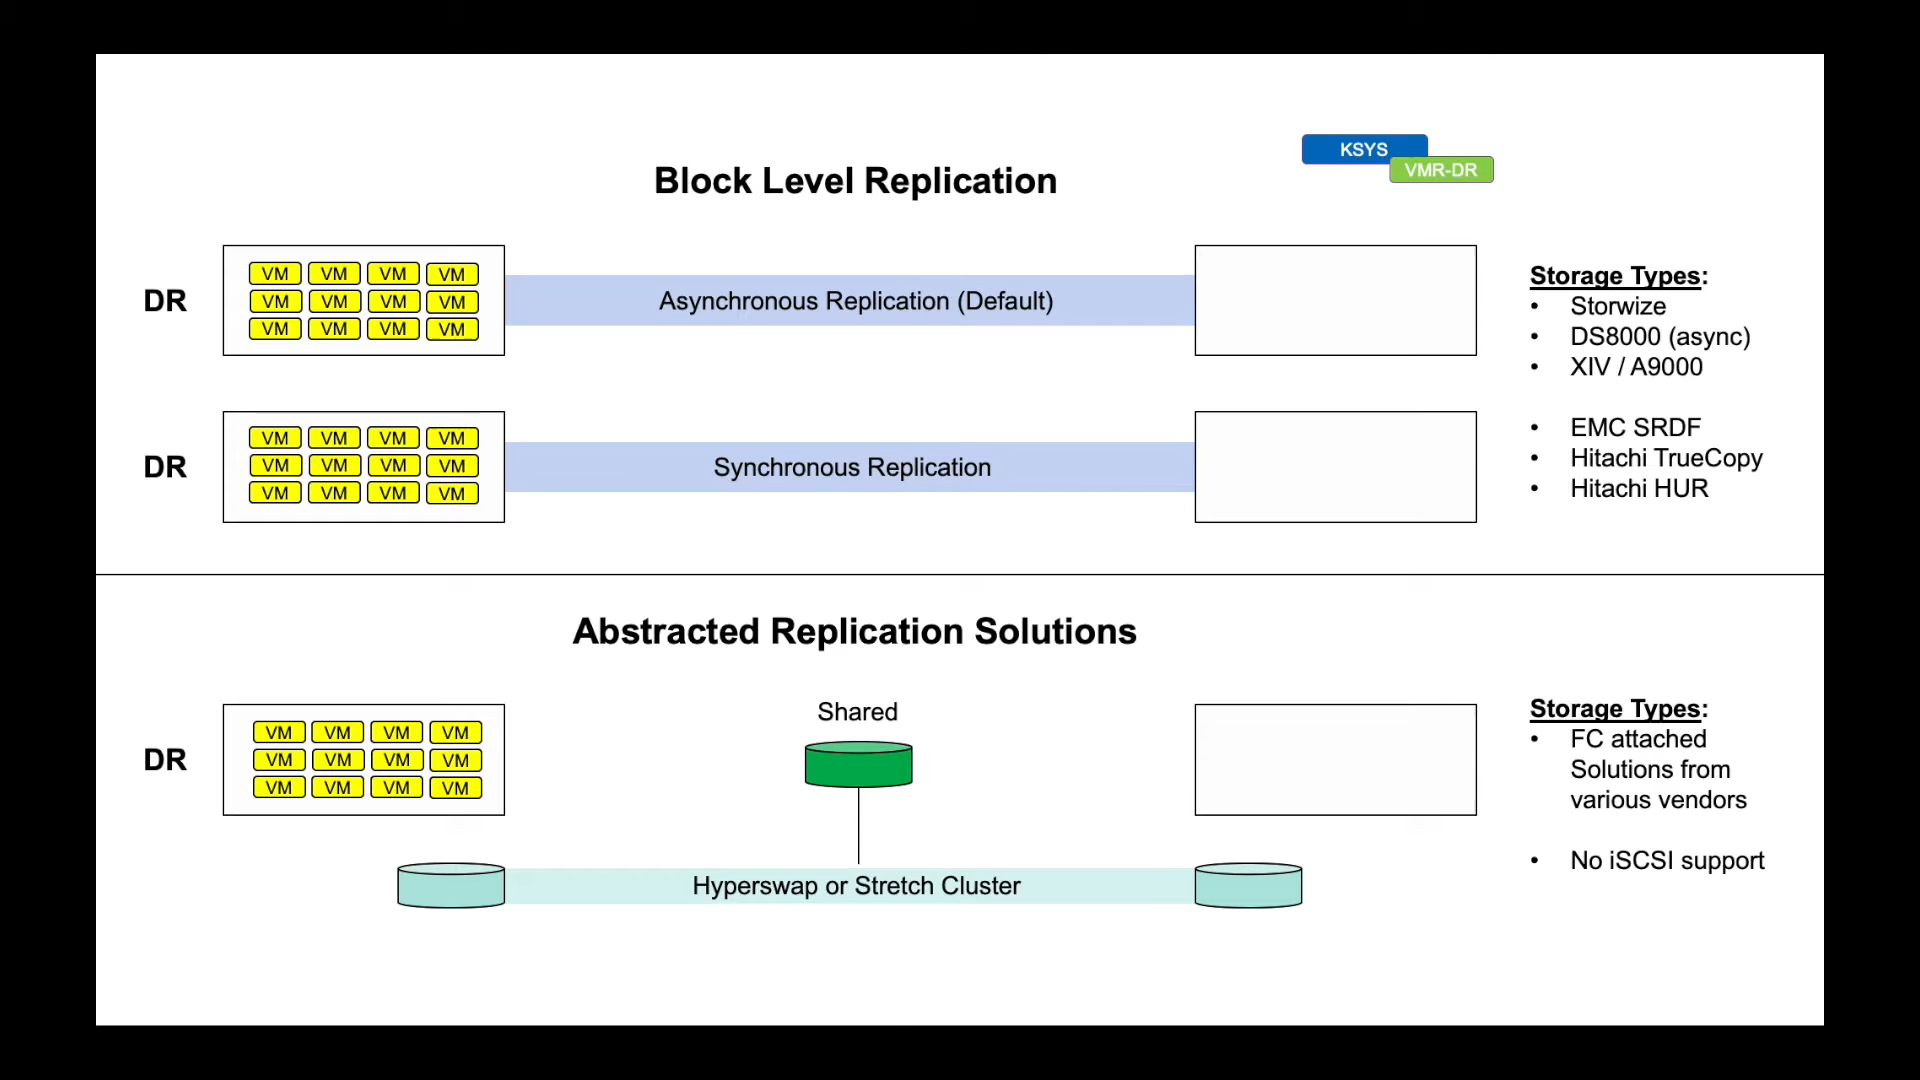 KSYS
VMR-DR
Block Level Replication
DR
VM VM VM VM
VM VM VM VM
VM VM VM VM
Asynchronous Replication (Default)
Storage Types:
• Storwize
• DS8000 (async)
• XIV / A9000
• EMC SRDF
• Hitachi TrueCopy
• Hitachi HUR
DR
VM VM VM VM
VM VM VM VM
VM VM VM VM
Synchronous Replication
Abstracted Replication Solutions
DR
VM VM VM VM
VM VM VM VM
VM VM VM VM
Shared
Hyperswap or Stretch Cluster
Storage Types:
• FC attached
Solutions from
various vendors
• No iSCSI support